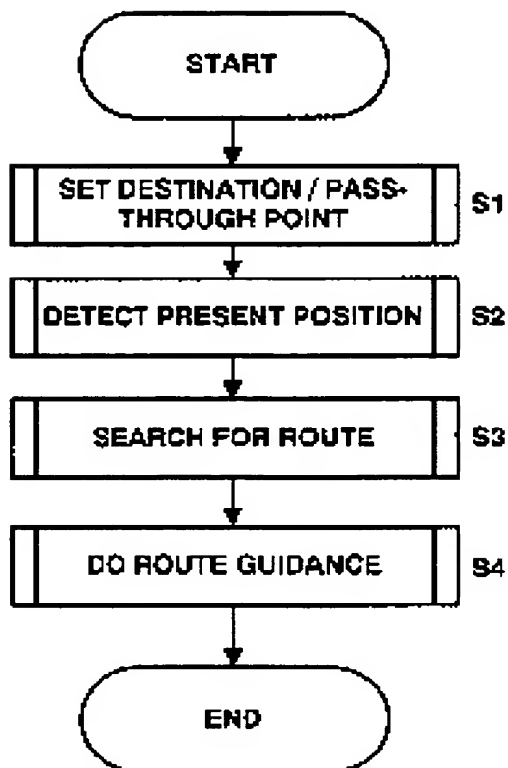 START
SET DESTINATION / PASS-
THROUGH POINT
S1
DETECT PRESENT POSITION
S2
SEARCH FOR ROUTE
S3
DO ROUTE GUIDANCE
S4
END